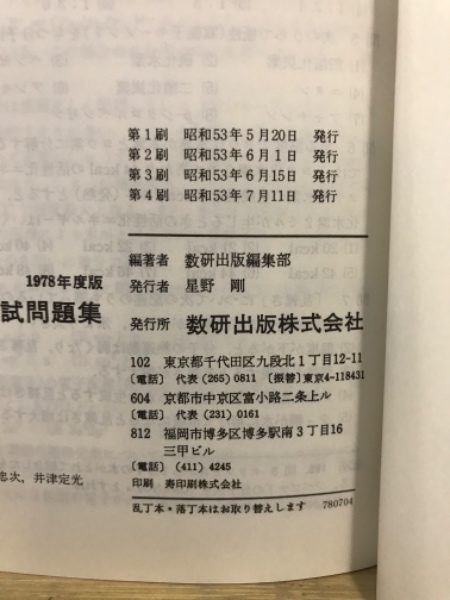 第1刷 昭和53年5月20日 発行
第2刷 昭和53年6月1日 発行
第3刷 昭和53年6月15日 発行
第4刷 昭和53年7月11日 発行
編著者 数研出版編集部
1978年度版
発行者 星野 剛
試問題集
発行所 数研出版株式会社
102 東京都千代田区九段北1丁目12-11
〔電話〕 代表 (265) 0811 〔振替〕東京4-118431
604 京都市中京区富小路二条上ル
〔電話〕 代表 (231) 0161
812 福岡市博多区博多駅南3丁目16
三甲ビル
〔電話〕 (411) 4245
忠次，井津定光
印刷 寿印刷株式会社
乱丁本・落丁本はお取り替えします 780704